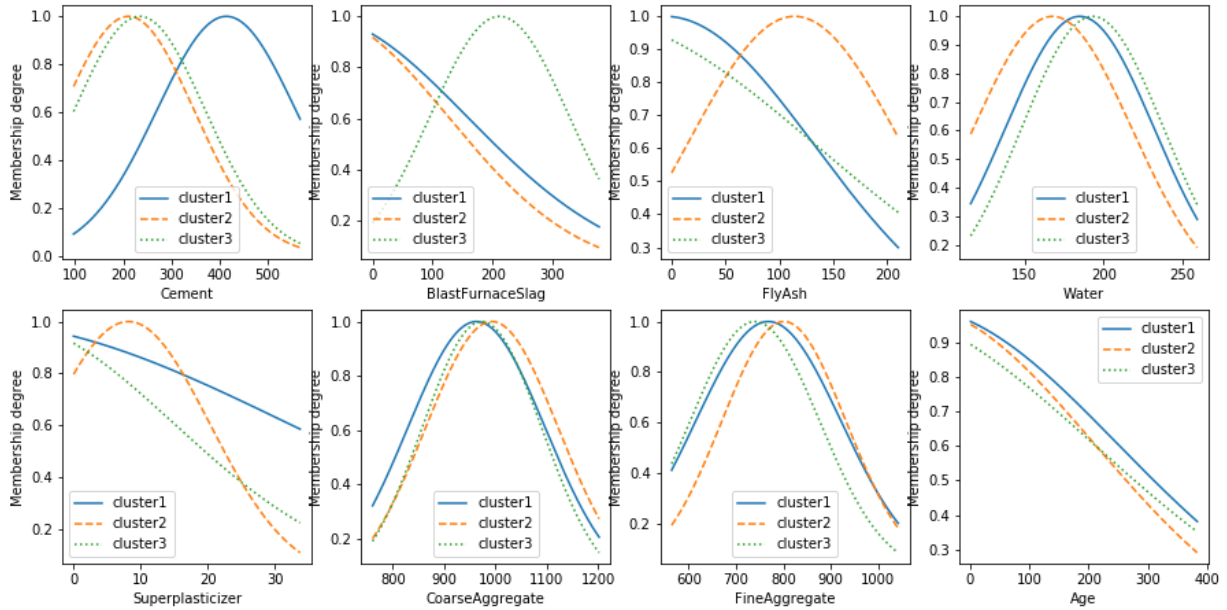 Membership degree
1.0
0.8
0.6
0.4
0.2
0.0
100 200 300 400 500
Cement
cluster1
cluster2
cluster3
Membership degree
1.0
0.8
0.6
0.4
0.2
0 100 200 300
BlastFurnaceSlag
cluster1
cluster2
cluster3
Membership degree
1.0
0.9
0.8
0.7
0.6
0.5
0.4
0.3
0 50 100 150 200
FlyAsh
cluster1
cluster2
cluster3
Membership degree
1.0
0.9
0.8
0.7
0.6
0.5
0.4
0.3
0.2
150 200 250
Water
cluster1
cluster2
cluster3
Membership degree
1.0
0.8
0.6
0.4
0.2
0 10 20 30
Superplasticizer
cluster1
cluster2
cluster3
Membership degree
1.0
0.8
0.6
0.4
0.2
800 900 1000 1100 1200
CoarseAggregate
cluster1
cluster2
cluster3
Membership degree
1.0
0.8
0.6
0.4
0.2
600 700 800 900 1000
FineAggregate
cluster1
cluster2
cluster3
Membership degree
0.9
0.8
0.7
0.6
0.5
0.4
0.3
0 100 200 300 400
Age
cluster1
cluster2
cluster3